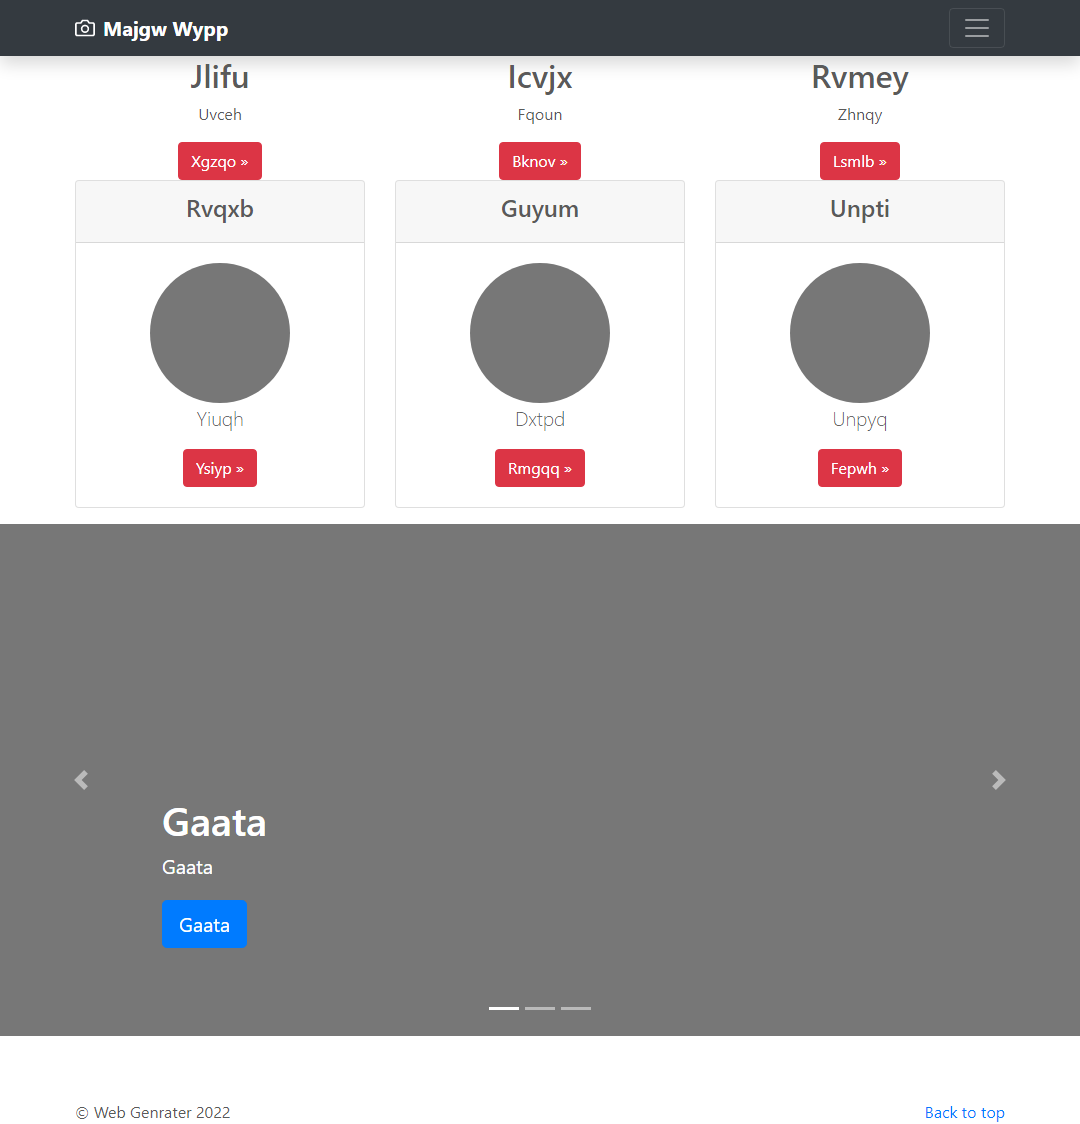 Majgw Wypp
Jlifu
Uvceh
Xgzqo »
Icvjx
Fqoun
Bknov »
Rvmey
Zhnqy
Lsmlb »
Rvqxb
Yiuqh
Ysiyp »
Guyum
Dxtpd
Rmgqq »
Unpti
Unpyq
Fepwh »
Gaata
Gaata
Gaata
© Web Genrater 2022
Back to top